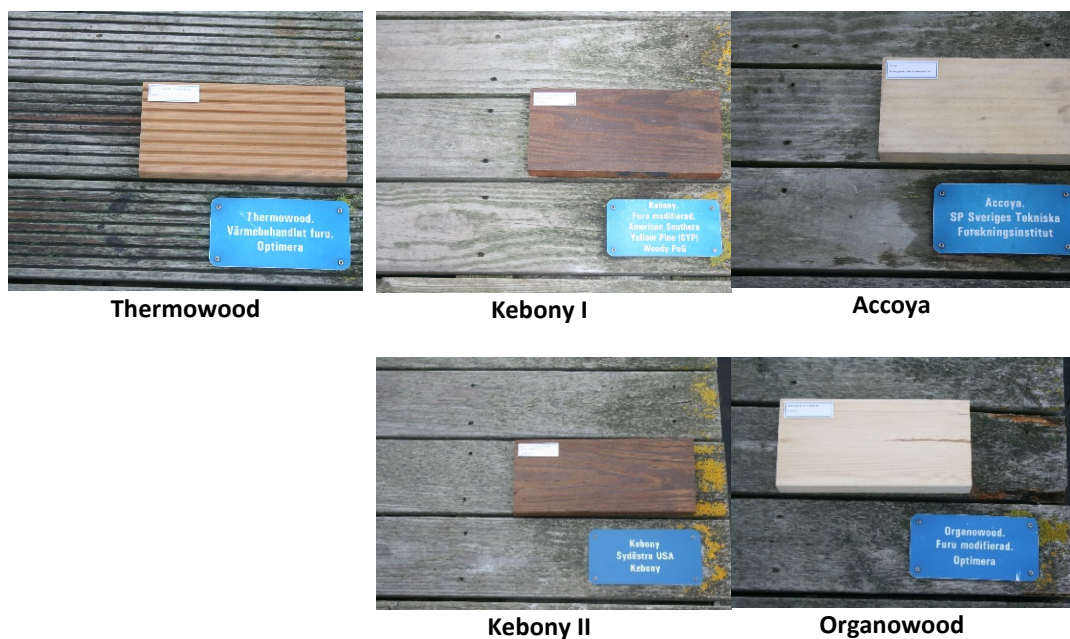 Thermowood.
Värmebehandlat furu.
Optimera
Thermowood
Kebony.
Furu modifierad.
American Southern
Yellow Pine (SYP)
Woody PoG
Kebony I
Accoya.
SP Sveriges Tekniska
Forskningsinstitut
Accoya
Kebony
Sydöstra USA
Kebony
Kebony II
Organowood.
Furu modifierad.
Optimera
Organowood